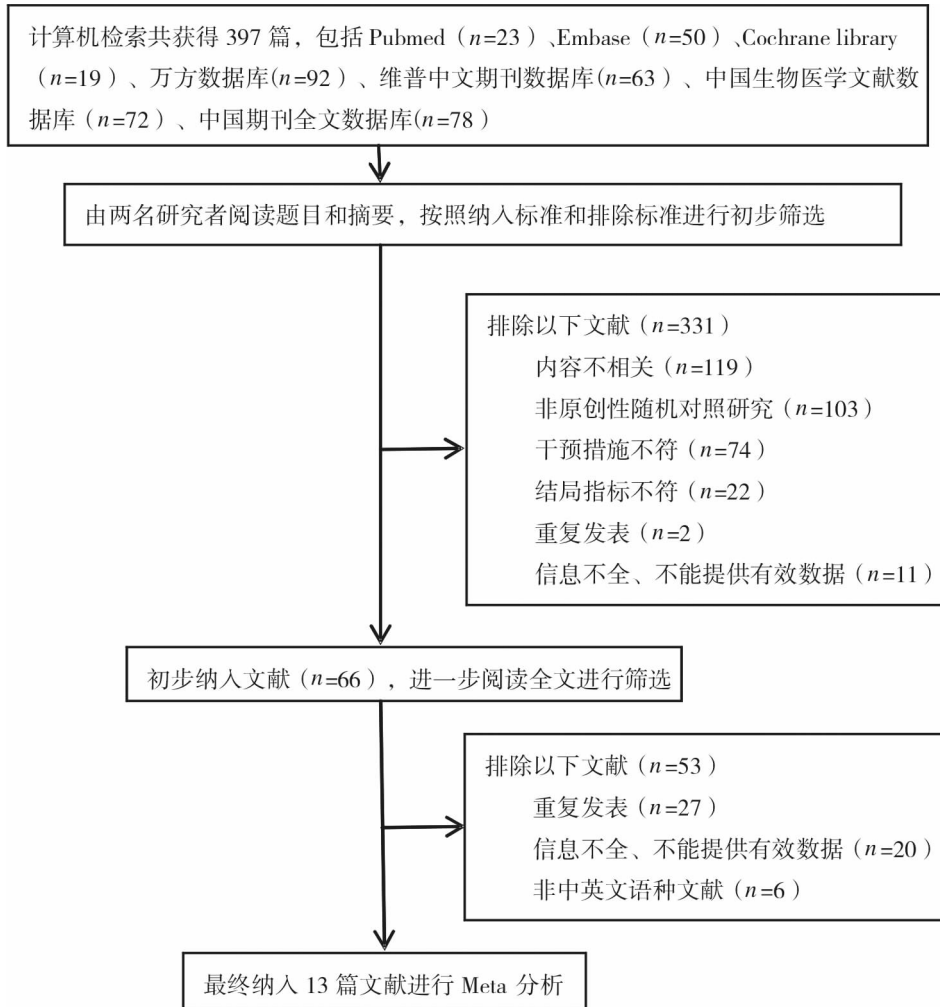 计算机检索共获得 397 篇，包括 Pubmed（n=23）、Embase（n=50）、Cochrane library
（n=19）、万方数据库(n=92）、维普中文期刊数据库(n=63）、中国生物医学文献数
据库（n=72）、中国期刊全文数据库(n=78）
由两名研究者阅读题目和摘要，按照纳入标准和排除标准进行初步筛选
排除以下文献（n=331）
内容不相关（n=119）
非原创性随机对照研究（n=103）
干预措施不符（n=74）
结局指标不符（n=22）
重复发表（n=2）
信息不全、不能提供有效数据（n=11）
初步纳入文献（n=66），进一步阅读全文进行筛选
排除以下文献（n=53）
重复发表（n=27）
信息不全、不能提供有效数据（n=20）
非中英文语种文献（n=6）
最终纳入 13 篇文献进行 Meta 分析